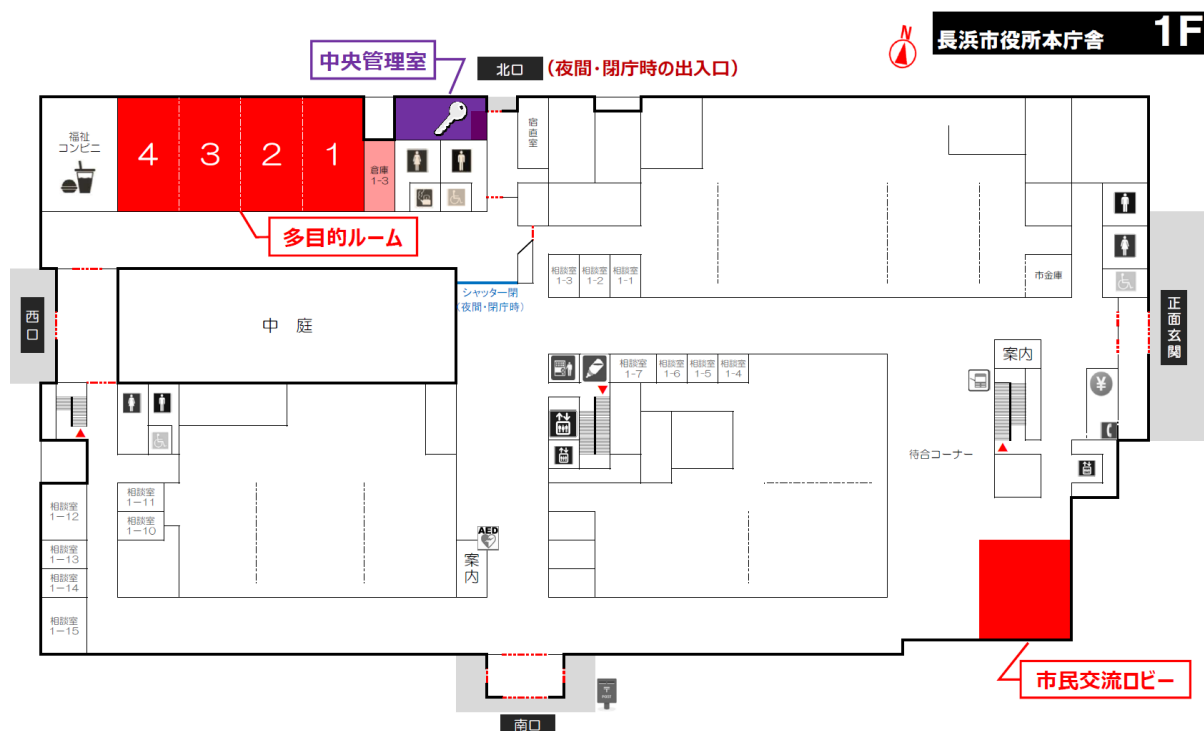 長浜市役所本庁舎 1F
N
中央管理室
北口
(夜間・閉庁時の出入口)
福祉
コンビニ
4
3
2
1
倉庫
1-3
宿直室
多目的ルーム
相談室
1-3
相談室
1-2
相談室
1-1
市金庫
シャッター閉
(夜間・閉庁時)
西口
中庭
正面玄関
案内
相談室
1-7
相談室
1-6
相談室
1-5
相談室
1-4
¥
待合コーナー
相談室
1-12
相談室
1-11
相談室
1-10
相談室
1-13
相談室
1-14
相談室
1-15
AED
案内
市民交流ロビー
〒
南口